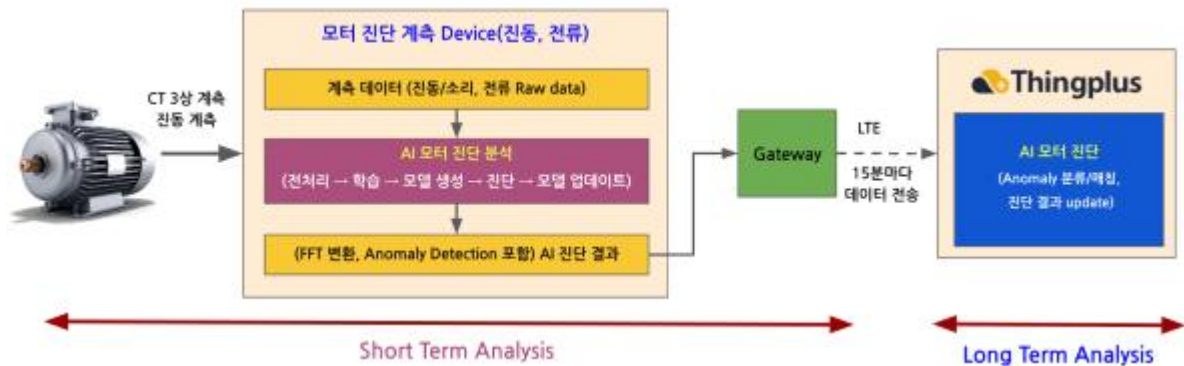 모터 진단 계측 Device(진동, 전류)
계측 데이터 (진동/소리, 전류 Raw data)
CT 3상 계측
진동 계측
AI 모터 진단 분석
(전처리 → 학습 → 모델 생성 → 진단 → 모델 업데이트)
(FFT 변환, Anomaly Detection 포함) AI 진단 결과
Gateway
LTE
15분마다
데이터 전송
Thingplus
AI 모터 진단
(Anomaly 분류/매칭,
진단 결과 update)
Short Term Analysis
Long Term Analysis